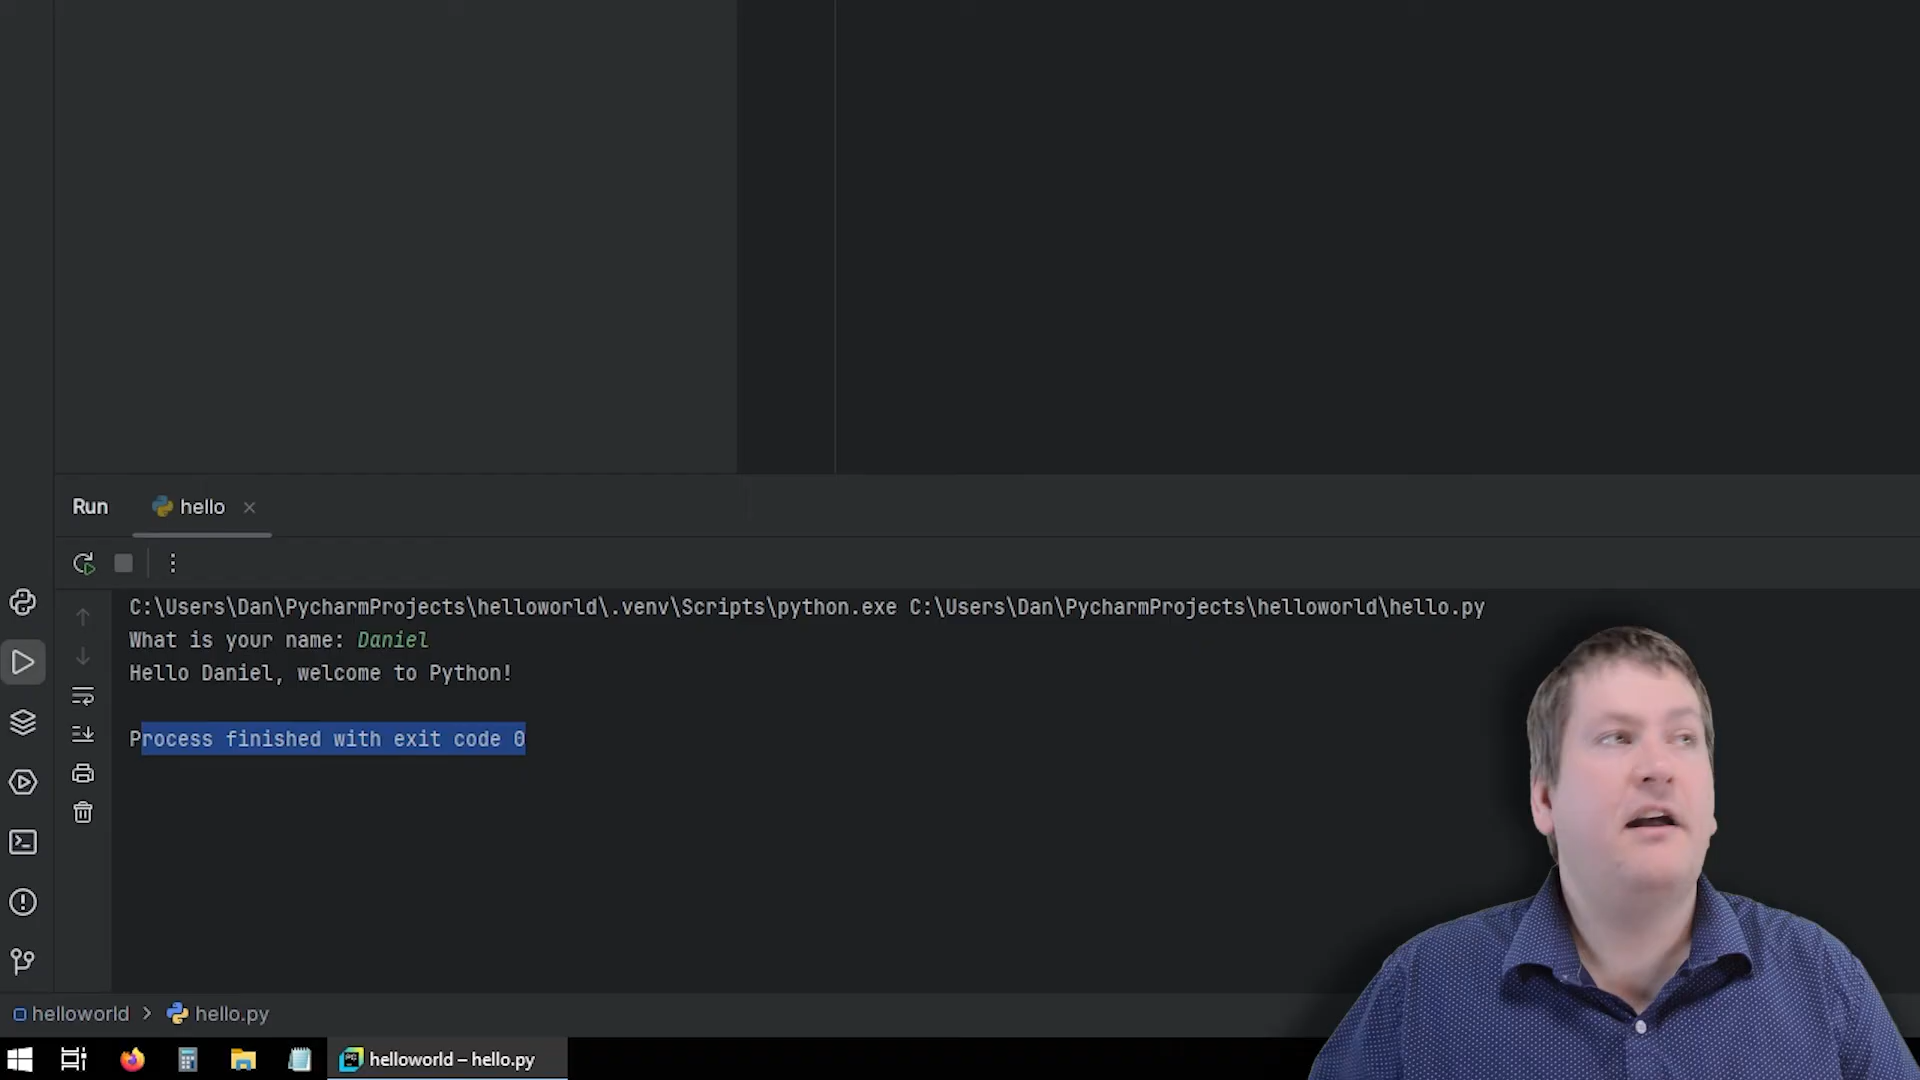 Run hello
C:\Users\Dan\PycharmProjects\helloworld\.venv\Scripts\python.exe C:\Users\Dan\PycharmProjects\helloworld\hello.py
What is your name: Daniel
Hello Daniel, welcome to Python!
Process finished with exit code 0
helloworld > hello.py
helloworld – hello.py